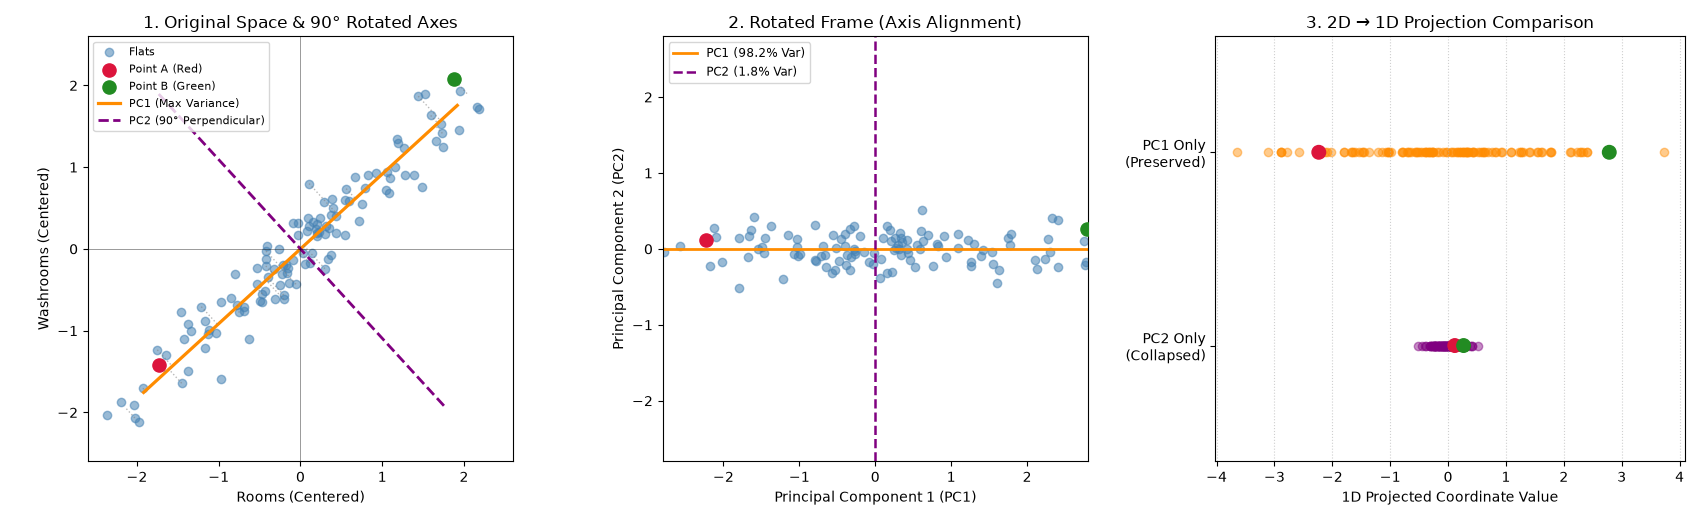 1. Original Space & 90° Rotated Axes
Flats
Point A (Red)
Point B (Green)
PC1 (Max Variance)
PC2 (90° Perpendicular)
2
1
0
−1
−2
Washrooms (Centered)
−2
−1
0
1
2
Rooms (Centered)
2. Rotated Frame (Axis Alignment)
PC1 (98.2% Var)
PC2 (1.8% Var)
2
1
0
−1
−2
Principal Component 2 (PC2)
−2
−1
0
1
2
Principal Component 1 (PC1)
3. 2D → 1D Projection Comparison
PC1 Only
(Preserved)
PC2 Only
(Collapsed)
−4
−3
−2
−1
0
1
2
3
4
1D Projected Coordinate Value